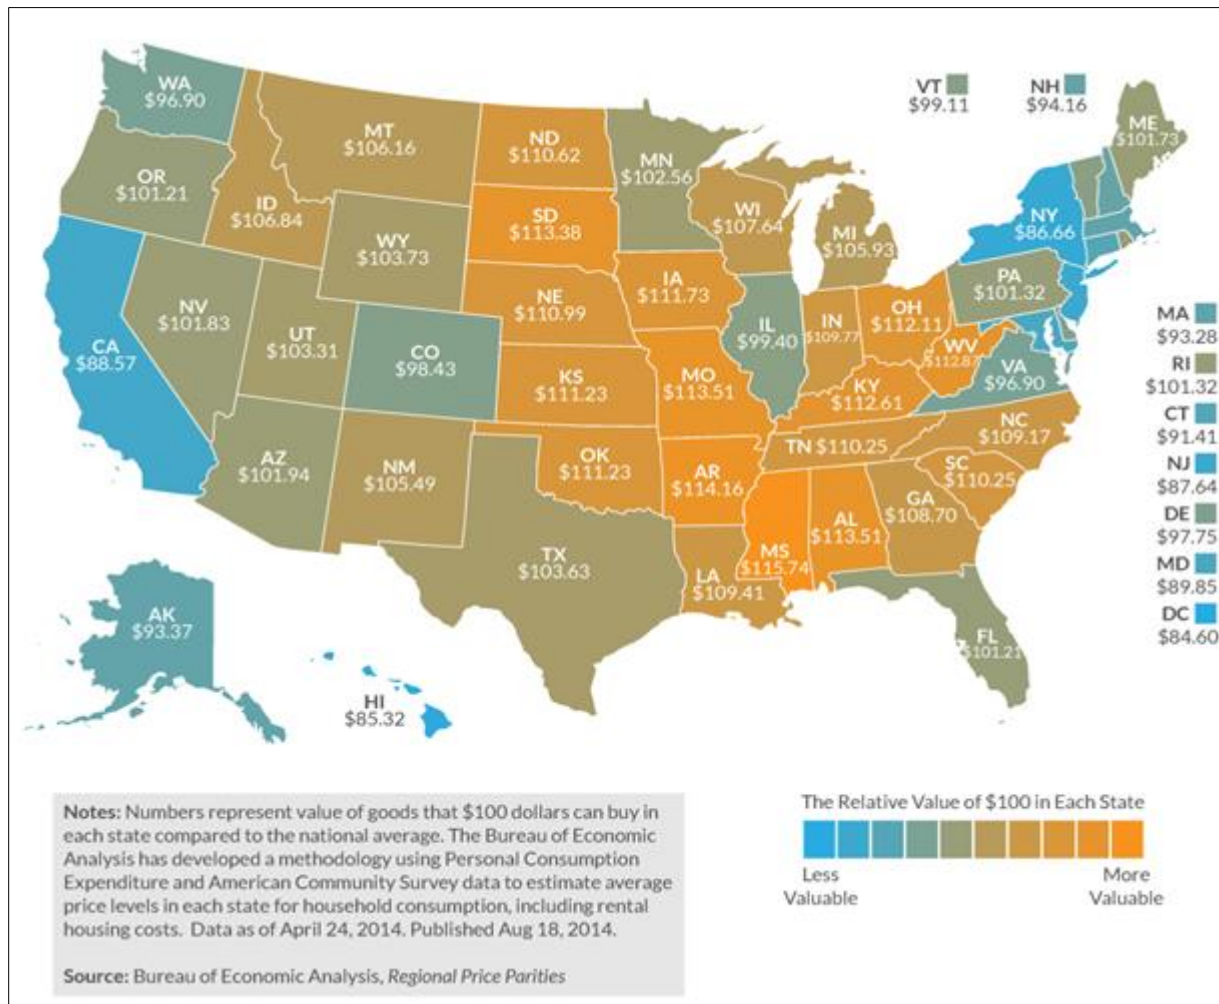 WA
$96.90
OR
$101.21
CA
$88.57
ID
$106.84
NV
$101.83
MT
$106.16
WY
$103.73
UT
$103.31
CO
$98.43
AZ
$101.94
NM
$105.49
ND
$110.62
SD
$113.38
NE
$110.99
KS
$111.23
OK
$111.23
TX
$103.63
MN
$102.56
IA
$111.73
MO
$113.51
AR
$114.16
LA
$109.41
WI
$107.64
IL
$99.40
MS
$115.74
MI
$105.93
IN
$109.77
OH
$112.11
KY
$112.61
WV
$112.87
TN $110.25
AL
$113.51
GA
$108.70
SC
$110.25
NC
$109.17
VA
$96.90
FL
$101.21
PA
$101.32
NY
$86.66
ME
$101.73
VT
$99.11
NH
$94.16
MA
$93.28
RI
$101.32
CT
$91.41
NJ
$87.64
DE
$97.75
MD
$89.85
DC
$84.60
AK
$93.37
HI
$85.32
Notes: Numbers represent value of goods that $100 dollars can buy in
each state compared to the national average. The Bureau of Economic
Analysis has developed a methodology using Personal Consumption
Expenditure and American Community Survey data to estimate average
price levels in each state for household consumption, including rental
housing costs. Data as of April 24, 2014. Published Aug 18, 2014.
Source: Bureau of Economic Analysis, Regional Price Parities
The Relative Value of $100 in Each State
Less
Valuable
More
Valuable